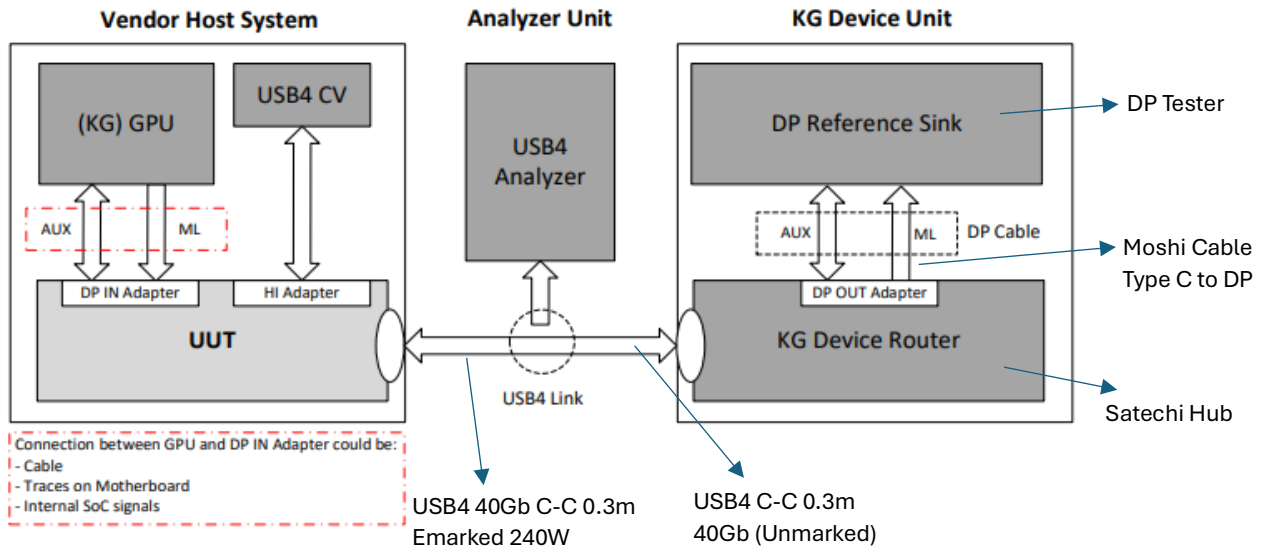 Vendor Host System
Analyzer Unit
KG Device Unit
(KG) GPU
USB4 CV
USB4
Analyzer
DP Reference Sink
DP Tester
AUX
ML
AUX
ML
DP Cable
Moshi Cable
Type C to DP
DP IN Adapter
HI Adapter
DP OUT Adapter
UUT
KG Device Router
USB4 Link
Satechi Hub
Connection between GPU and DP IN Adapter could be:
- Cable
- Traces on Motherboard
- Internal SoC signals
USB4 40Gb C-C 0.3m
Emarked 240W
USB4 C-C 0.3m
40Gb (Unmarked)